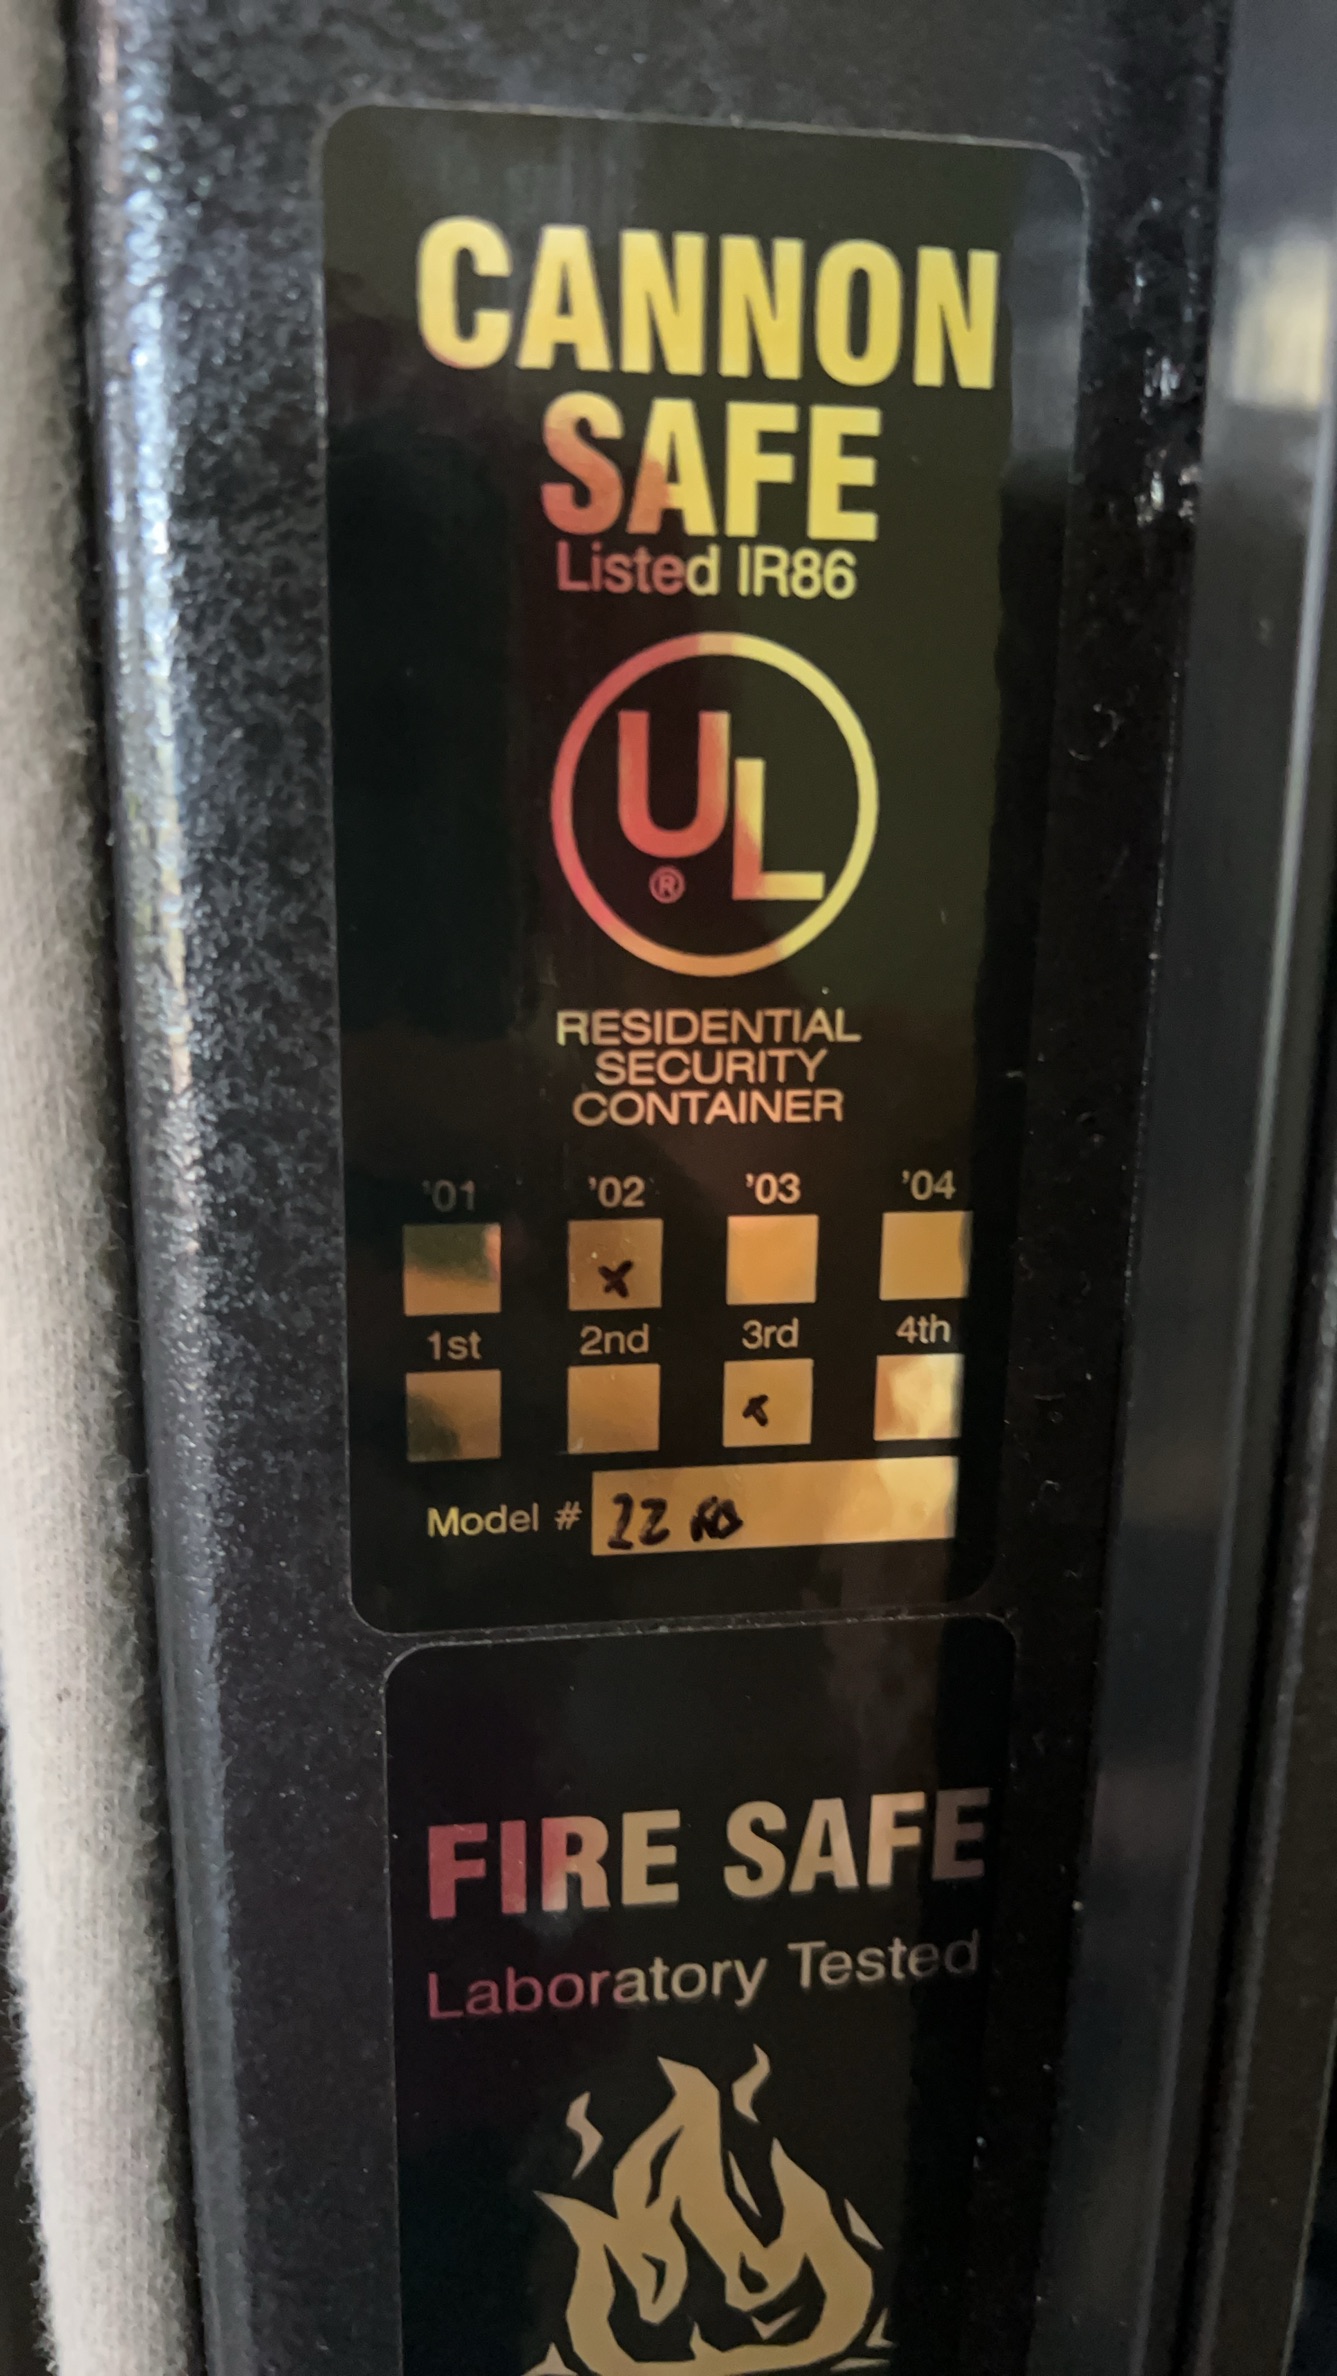 CANNON
SAFE
Listed IR86
UL
®
RESIDENTIAL
SECURITY
CONTAINER
'01 '02 '03 '04
x
1st 2nd 3rd 4th
x
Model # 22
FIRE SAFE
Laboratory Tested